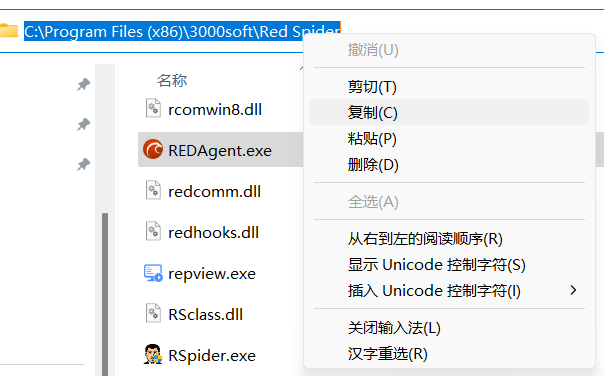 C:\Program Files (x86)\3000soft\Red Spider
名称
rcomwin8.dll
REDAgent.exe
redcomm.dll
redhooks.dll
repview.exe
RSclass.dll
RSpider.exe
撤消(U)
剪切(T)
复制(C)
粘贴(P)
删除(D)
全选(A)
从右到左的阅读顺序(R)
显示 Unicode 控制字符(S)
插入 Unicode 控制字符(I)
关闭输入法(L)
汉字重选(R)